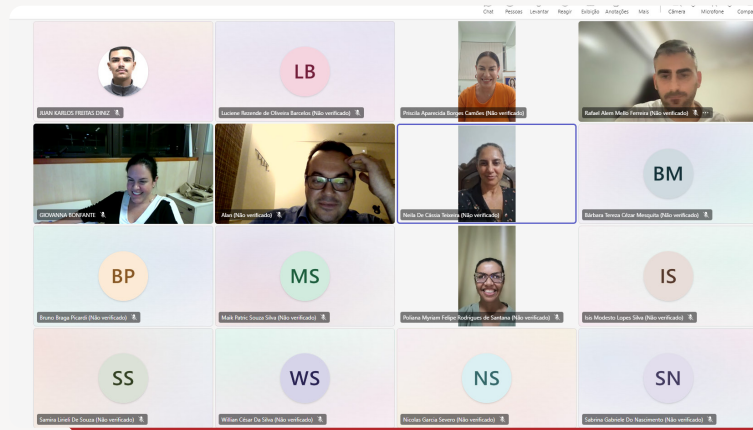 Chat Pessoas Levantar Reagir Exibição Anotações Mais Câmera Microfone Compa
JUAN KARLOS FREITAS DINIZ
LB
Luciene Rezende de Oliveira Barcelos (Não verificado)
Priscila Aparecida Borges Camões (Não verificado)
Rafael Alem Mello Ferreira (Não verificado)
GIOVANNA BONFANTE
Alan (Não verificado)
Neila De Cássia Teixeira (Não verificado)
BM
Bárbara Tereza Cêzar Mesquita (Não verificado)
BP
Bruno Braga Picardi (Não verificado)
MS
Maik Patric Souza Silva (Não verificado)
Poliana Myriam Felipe Rodrigues de Santana (Não verificado)
IS
Isis Modesto Lopes Silva (Não verificado)
SS
Samira Lineli De Souza (Não verificado)
WS
Willian César Da Silva (Não verificado)
NS
Nicolas Garcia Severo (Não verificado)
SN
Sabrina Gabriele Do Nascimento (Não verificado)